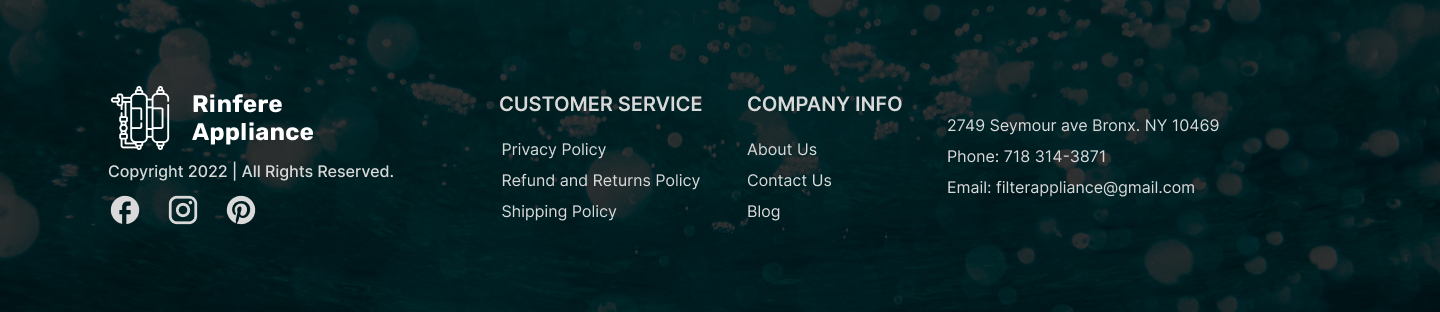 Rinfere
Appliance
Copyright 2022 | All Rights Reserved.
CUSTOMER SERVICE
Privacy Policy
Refund and Returns Policy
Shipping Policy
COMPANY INFO
About Us
Contact Us
Blog
2749 Seymour ave Bronx. NY 10469
Phone: 718 314-3871
Email: filterappliance@gmail.com